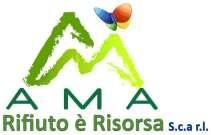 AMA
Rifiuto è Risorsa S.c.a r.l.